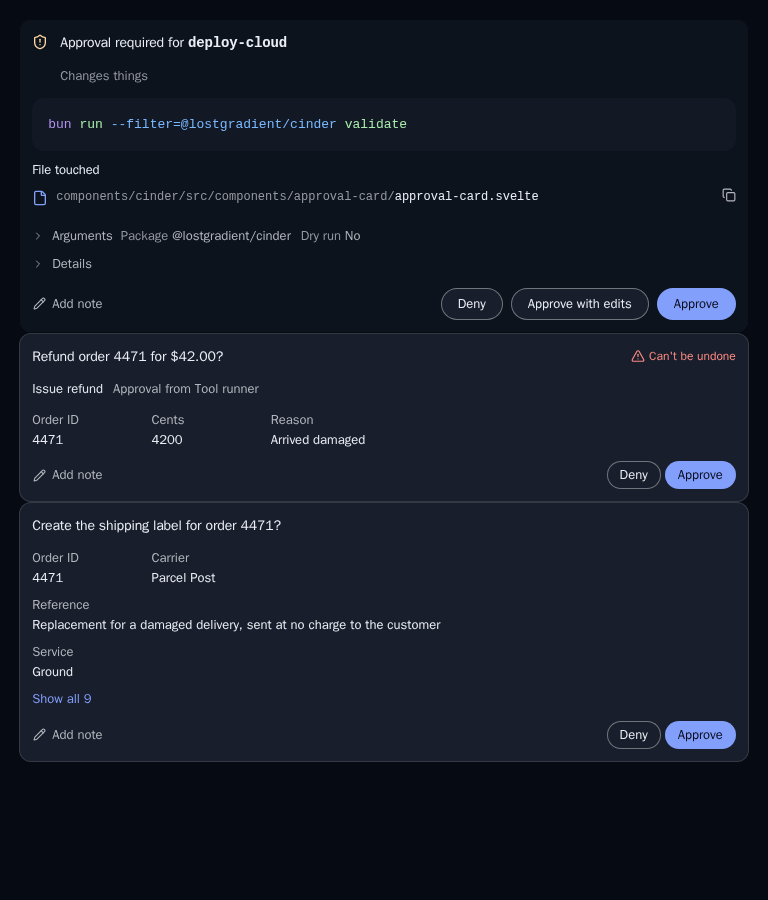 Approval required for deploy-cloud
Changes things
bun run --filter=@lostgradient/cinder validate
File touched
components/cinder/src/components/approval-card/approval-card.svelte
Arguments Package @lostgradient/cinder Dry run No
Details
Add note Deny Approve with edits Approve
Refund order 4471 for $42.00? Can't be undone
Issue refund Approval from Tool runner
Order ID Cents Reason
4471 4200 Arrived damaged
Add note Deny Approve
Create the shipping label for order 4471?
Order ID Carrier
4471 Parcel Post
Reference
Replacement for a damaged delivery, sent at no charge to the customer
Service
Ground
Show all 9
Add note Deny Approve